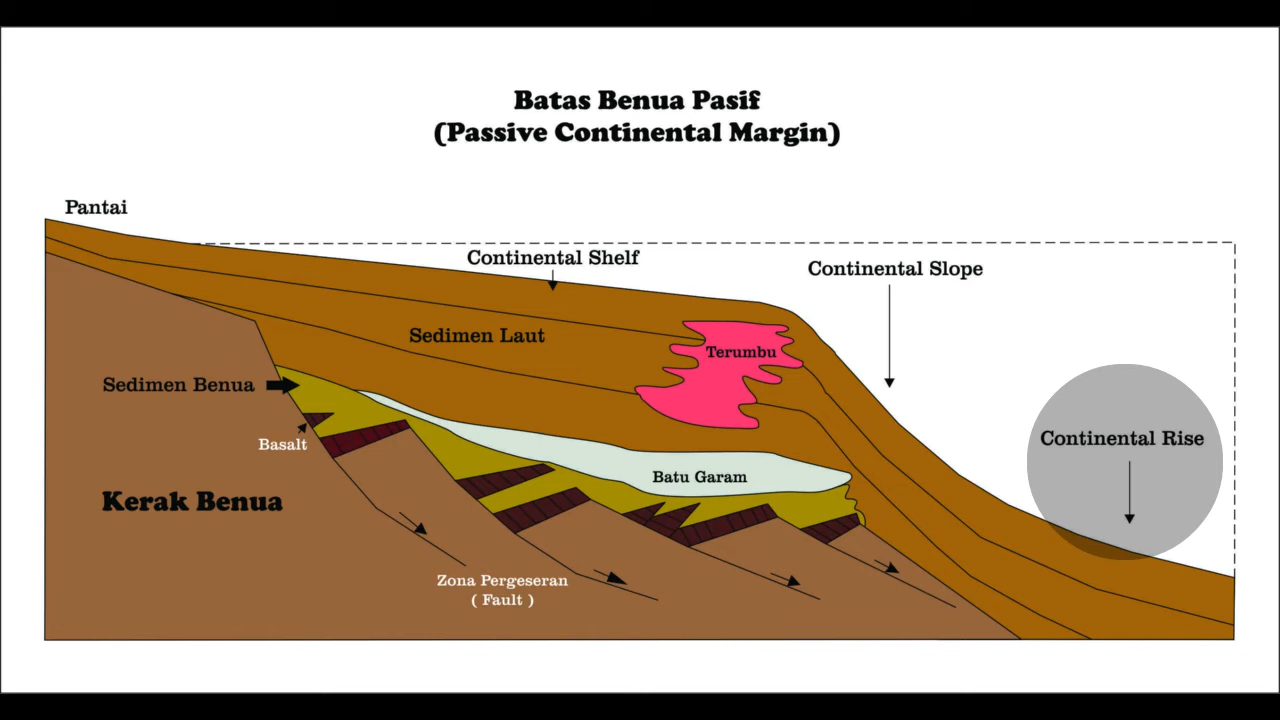 Batas Benua Pasif
(Passive Continental Margin)
Pantai
Continental Shelf
Continental Slope
Sedimen Laut
Terumbu
Sedimen Benua
Basalt
Continental Rise
Batu Garam
Kerak Benua
Zona Pergeseran
( Fault )